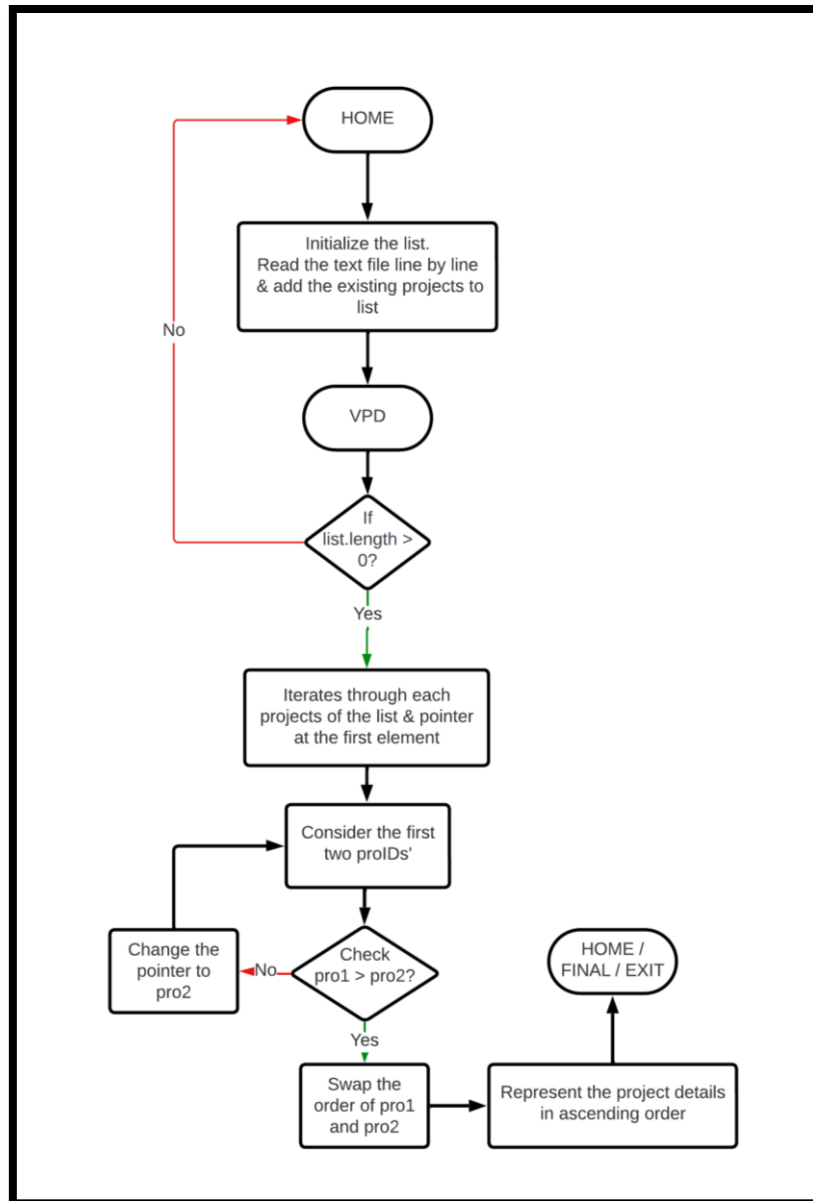 HOME
Initialize the list.
Read the text file line by line
& add the existing projects to
list
No
VPD
If
list.length >
0?
Yes
Iterates through each
projects of the list & pointer
at the first element
Consider the first
two proIDs'
Change the
pointer to
pro2
No
Check
pro1 > pro2?
HOME /
FINAL / EXIT
Yes
Swap the
order of pro1
and pro2
Represent the project details
in ascending order